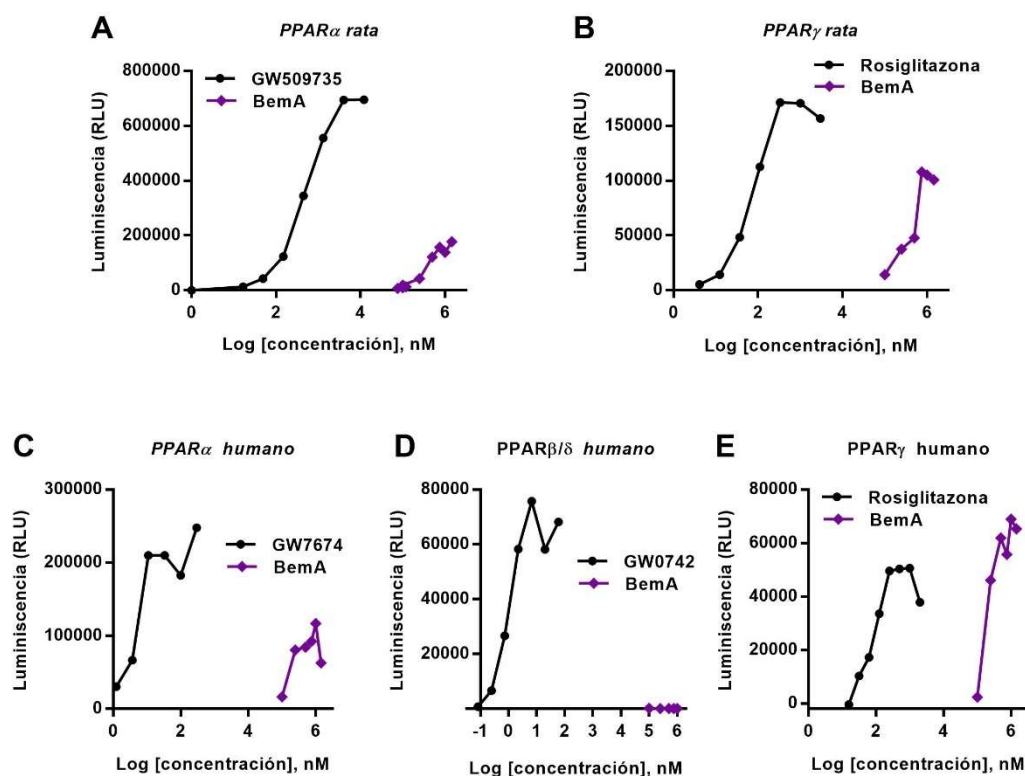 A
PPARα rata
GW509735
BemA
Luminiscencia (RLU)
800000
600000
400000
200000
0
0
2
4
6
Log [concentración], nM
B
PPARγ rata
Rosiglitazona
BemA
Luminiscencia (RLU)
200000
150000
100000
50000
0
0
2
4
6
Log [concentración], nM
C
PPARα humano
GW7674
BemA
Luminiscencia (RLU)
300000
200000
100000
0
0
2
4
6
Log [concentración], nM
D
PPARβ/δ humano
GW0742
BemA
Luminiscencia (RLU)
80000
60000
40000
20000
-1
0
1
2
3
4
5
6
Log [concentración], nM
E
PPARγ humano
Rosiglitazona
BemA
Luminiscencia (RLU)
80000
60000
40000
20000
0
0
2
4
6
Log [concentración], nM